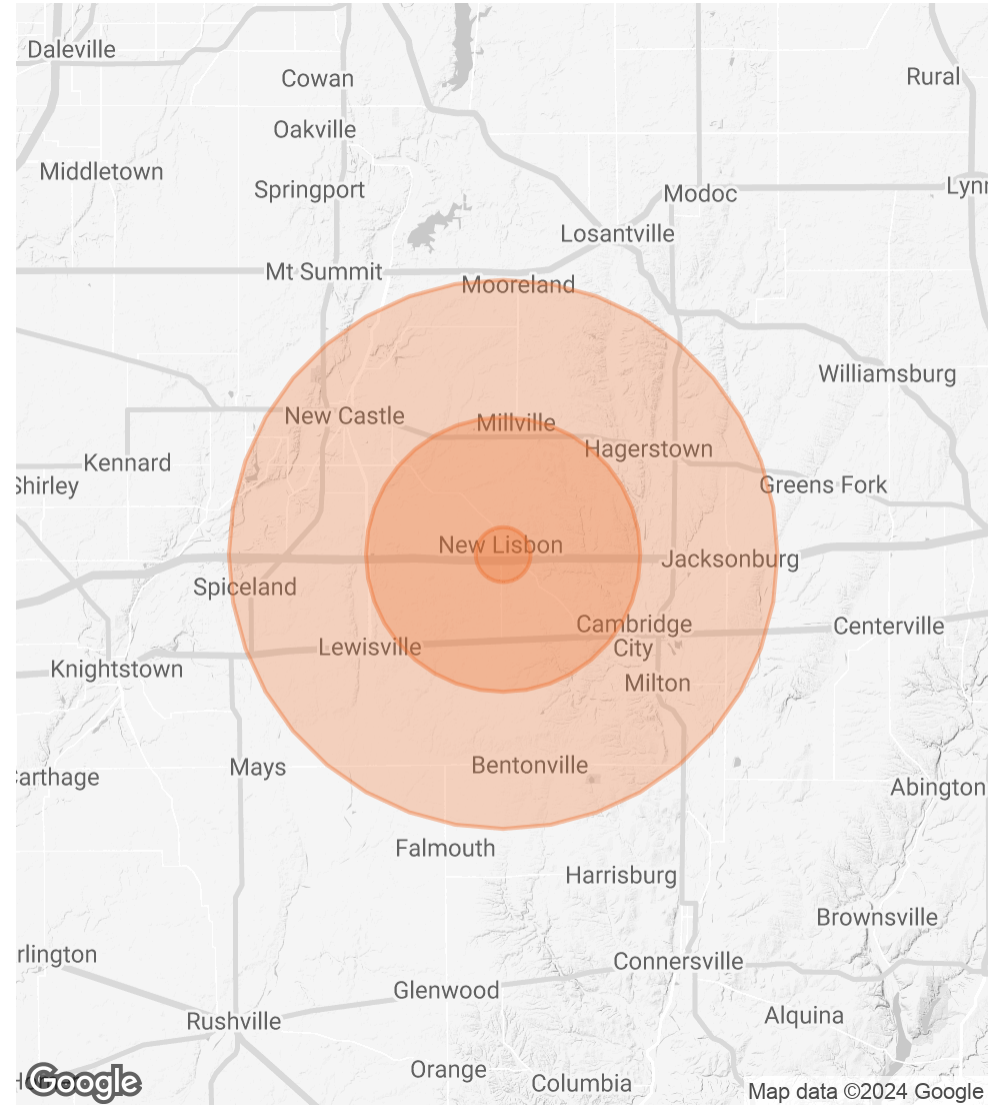 Daleville
Cowan
Rural
Oakville
Middletown
Springport
Modoc
Lynn
Losantville
Mt Summit
Mooreland
Williamsburg
New Castle
Millville
Hagerstown
Kennard
Shirley
Greens Fork
New Lisbon
Jacksonburg
Spiceland
Cambridge
City
Centerville
Lewisville
Knightstown
Milton
Mays
Bentonville
arthage
Abington
Falmouth
Harrisburg
Brownsville
rlington
Connersville
Glenwood
Alquina
Rushville
Orange
Columbia
Google
Map data ©2024 Google